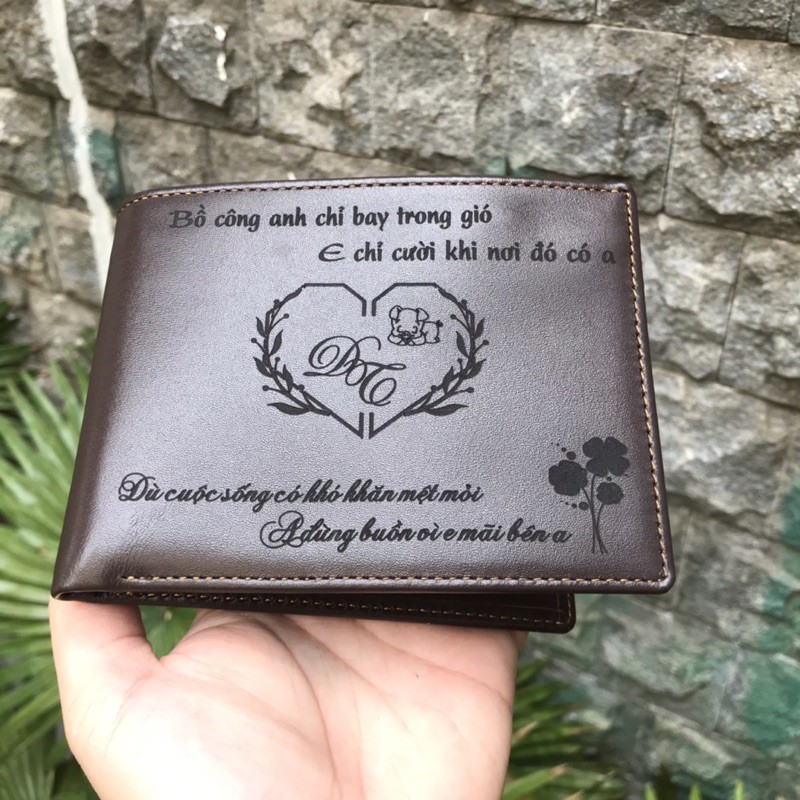 Bồ công anh chỉ bay trong gió
E chỉ cười khi nơi đó có a
DT
Dù cuộc sống có khó khăn mệt mỏi
A đừng buồn vì e mãi bên a